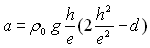 a = ρ₀ g h/e (2 h²/e² − d)